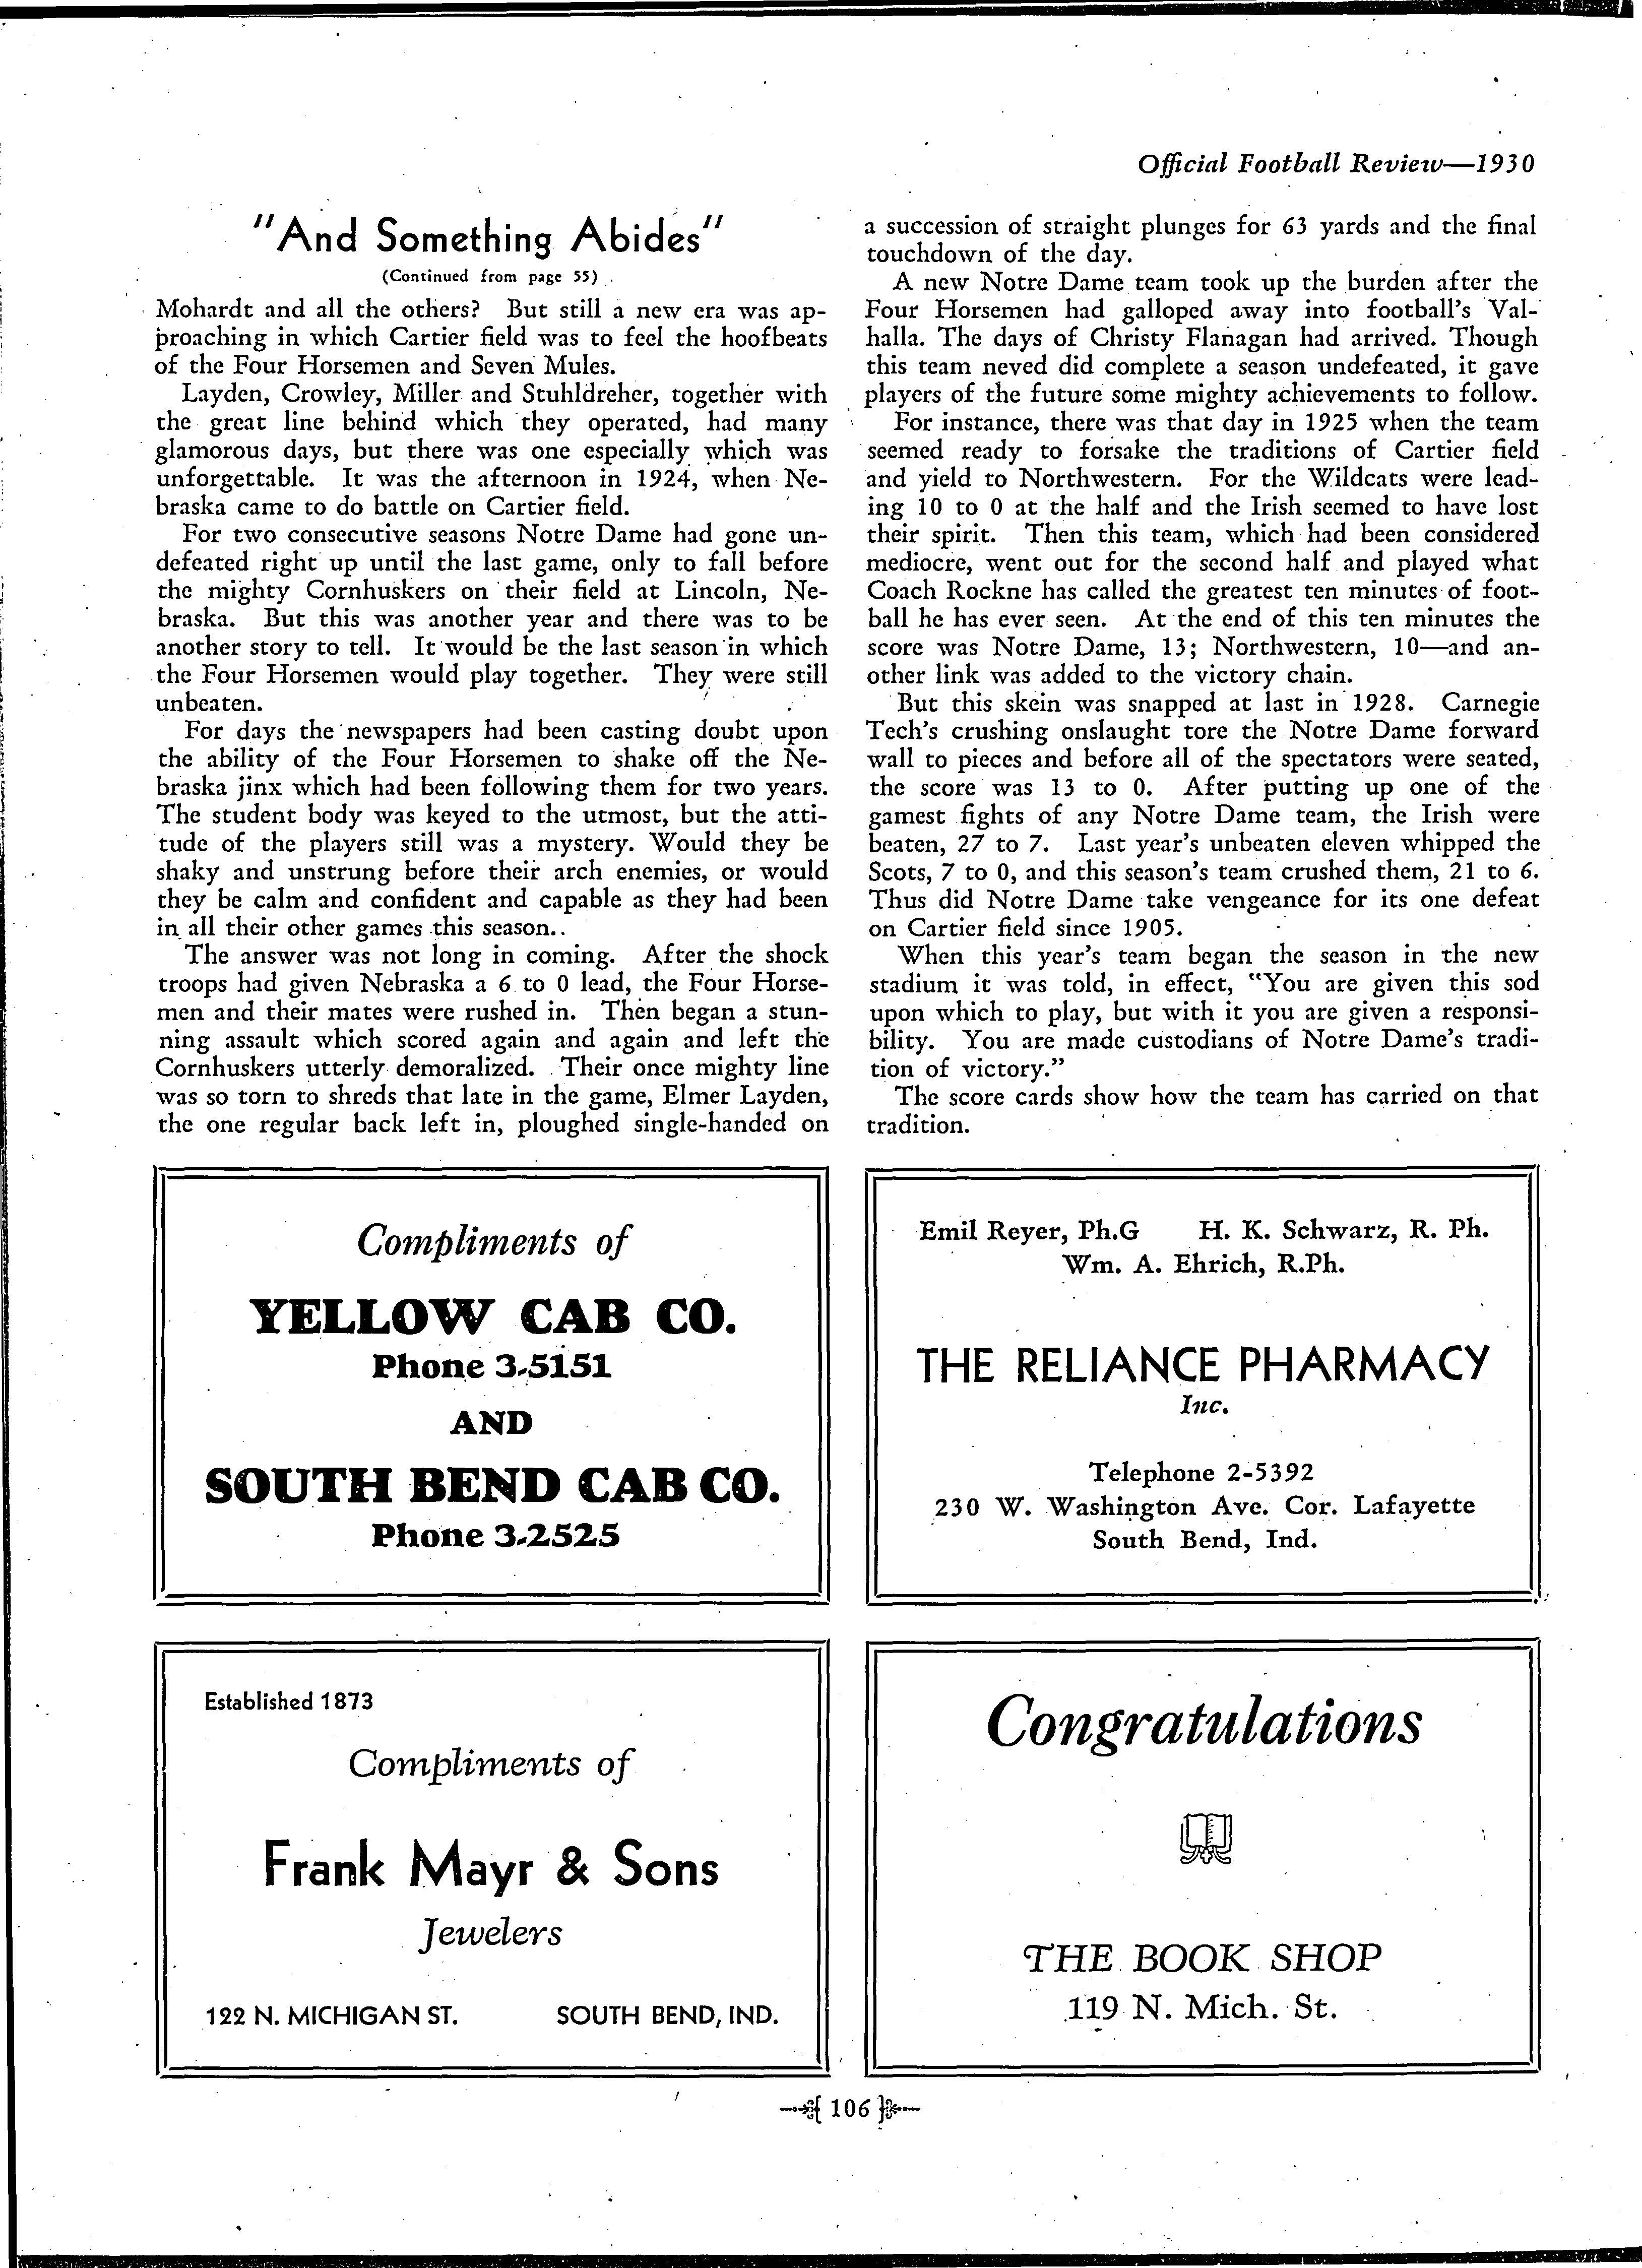 Official Football Review—1930
"And Something Abides"
(Continued from page 55)
Mohardt and all the others? But still a new era was ap-
proaching in which Cartier field was to feel the hoofbeats
of the Four Horsemen and Seven Mules.
Layden, Crowley, Miller and Stuhldreher, together with
the great line behind which they operated, had many
glamorous days, but there was one especially which was
unforgettable. It was the afternoon in 1924, when Ne-
braska came to do battle on Cartier field.
For two consecutive seasons Notre Dame had gone un-
defeated right up until the last game, only to fall before
the mighty Cornhuskers on their field at Lincoln, Ne-
braska. But this was another year and there was to be
another story to tell. It would be the last season in which
the Four Horsemen would play together. They were still
unbeaten.
For days the newspapers had been casting doubt upon
the ability of the Four Horsemen to shake off the Ne-
braska jinx which had been following them for two years.
The student body was keyed to the utmost, but the atti-
tude of the players still was a mystery. Would they be
shaky and unstrung before their arch enemies, or would
they be calm and confident and capable as they had been
in all their other games this season..
The answer was not long in coming. After the shock
troops had given Nebraska a 6 to 0 lead, the Four Horse-
men and their mates were rushed in. Then began a stun-
ning assault which scored again and again and left the
Cornhuskers utterly demoralized. Their once mighty line
was so torn to shreds that late in the game, Elmer Layden,
the one regular back left in, ploughed single-handed on
a succession of straight plunges for 63 yards and the final
touchdown of the day.
A new Notre Dame team took up the burden after the
Four Horsemen had galloped away into football's Val-
halla. The days of Christy Flanagan had arrived. Though
this team neved did complete a season undefeated, it gave
players of the future some mighty achievements to follow.
For instance, there was that day in 1925 when the team
seemed ready to forsake the traditions of Cartier field
and yield to Northwestern. For the Wildcats were lead-
ing 10 to 0 at the half and the Irish seemed to have lost
their spirit. Then this team, which had been considered
mediocre, went out for the second half and played what
Coach Rockne has called the greatest ten minutes of foot-
ball he has ever seen. At the end of this ten minutes the
score was Notre Dame, 13; Northwestern, 10—and an-
other link was added to the victory chain.
But this skein was snapped at last in 1928. Carnegie
Tech's crushing onslaught tore the Notre Dame forward
wall to pieces and before all of the spectators were seated,
the score was 13 to 0. After putting up one of the
gamest fights of any Notre Dame team, the Irish were
beaten, 27 to 7. Last year's unbeaten eleven whipped the
Scots, 7 to 0, and this season's team crushed them, 21 to 6.
Thus did Notre Dame take vengeance for its one defeat
on Cartier field since 1905.
When this year's team began the season in the new
stadium it was told, in effect, "You are given this sod
upon which to play, but with it you are given a responsi-
bility. You are made custodians of Notre Dame's tradi-
tion of victory."
The score cards show how the team has carried on that
tradition.
Compliments of
YELLOW CAB CO.
Phone 3-5151
AND
SOUTH BEND CAB CO.
Phone 3-2525
Emil Reyer, Ph.G H. K. Schwarz, R. Ph.
Wm. A. Ehrich, R.Ph.
THE RELIANCE PHARMACY
Inc.
Telephone 2-5392
230 W. Washington Ave. Cor. Lafayette
South Bend, Ind.
Established 1873
Compliments of
Frank Mayr & Sons
Jewelers
122 N. MICHIGAN ST. SOUTH BEND, IND.
Congratulations
THE BOOK SHOP
119 N. Mich. St.
106